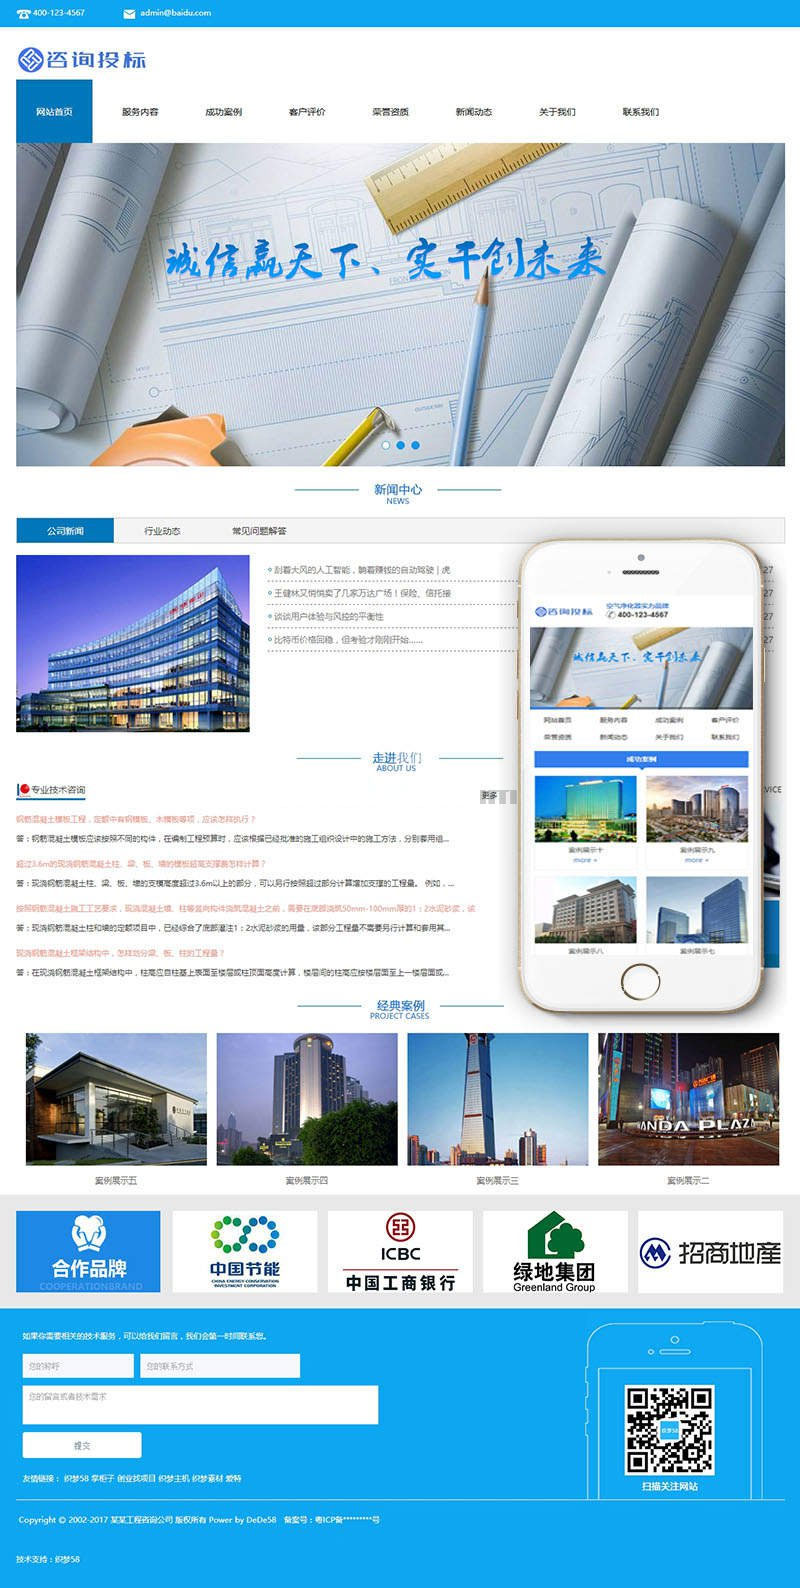 400-123-4567
admin@baidu.com
咨询投标
网站首页 服务内容 成功案例 客户评价 荣誉资质 新闻动态 关于我们 联系我们
诚信赢天下、实干创未来
新闻中心
NEWS
公司新闻 行业动态 常见问题解答
刮着大风的人工智能，躺着赚钱的自动驾驶 | 虎
27
王健林又悄悄卖了几家万达广场！保险、信托接
27
谈谈用户体验与风控的平衡性
27
比特币价格回稳，但考验才刚刚开始……
27
走进我们
ABOUT US
专业技术咨询
更多
VICE
钢筋混凝土模板工程，定额中有钢模板、木模板等项，应该怎样执行？
答：钢筋混凝土模板应该按照不同的构件，在编制工程预算时，应该根据已经批准的施工组织设计中的施工方法，分别套用组...
超过3.6m的现浇钢筋混凝土柱、梁、板、墙的模板超高支撑费怎样计算？
答：现浇钢筋混凝土柱、梁、板、墙的支模高度超过3.6m以上的部分，可以另行按照超过部分计算增加支撑的工程量。 例如，...
按照钢筋混凝土施工工艺要求，现浇混凝土墙、柱等竖向构件浇筑混凝土之前，需要在底部浇筑50mm-100mm厚的1：2水泥砂浆，该
答：现浇钢筋混凝土柱和墙的定额项目中，已经综合了底部灌注1：2水泥砂浆的用量，该部分工程量不需要另行计算和套用其...
现浇钢筋混凝土框架结构中，怎样划分梁、板、柱的工程量？
答：在现浇钢筋混凝土框架结构中，柱高应自柱基上表面至楼层或柱顶面高度计算，楼层间的柱高应按楼层面至上一楼层面或...
咨询投标
空气净化器实力品牌
400-123-4567
诚信赢天下、实干创未来
网站首页 服务内容 成功案例 客户评价
荣誉资质 新闻动态 关于我们 联系我们
成功案例
案例展示十 案例展示九
more + more +
案例展示八 案例展示七
经典案例
PROJECT CASES
WANDA PLAZA
案例展示五 案例展示四 案例展示三 案例展示二
合作品牌
COOPERATIONBRAND
中国节能
CHINA ENERGY CONSERVATION
INVESTMENT CORPORATION
ICBC
中国工商银行
绿地集团
Greenland Group
招商地产
如果你需要相关的技术服务，可以给我们留言，我们会第一时间联系您。
您的称呼 您的联系方式
您的留言或者技术需求
提交
织梦58
扫描关注网站
友情链接： 织梦58 掌柜子 创业找项目 织梦主机 织梦素材 爱特
Copyright © 2002-2017 某某工程咨询公司 版权所有 Power by DeDe58 备案号：粤ICP备*********号
技术支持：织梦58